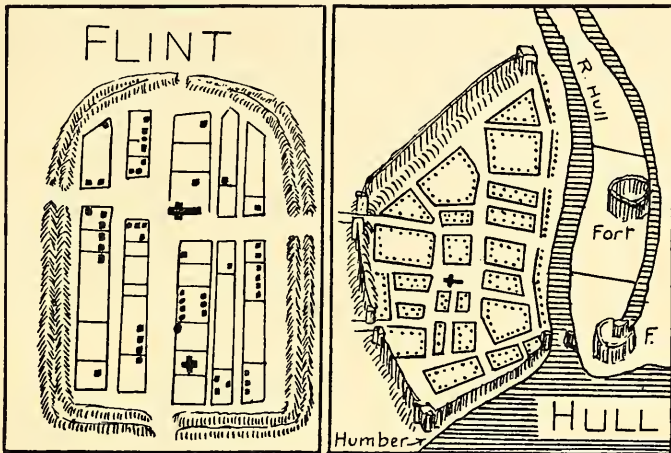 FLINT
R. Hull
Fort
F.
HULL
Humber